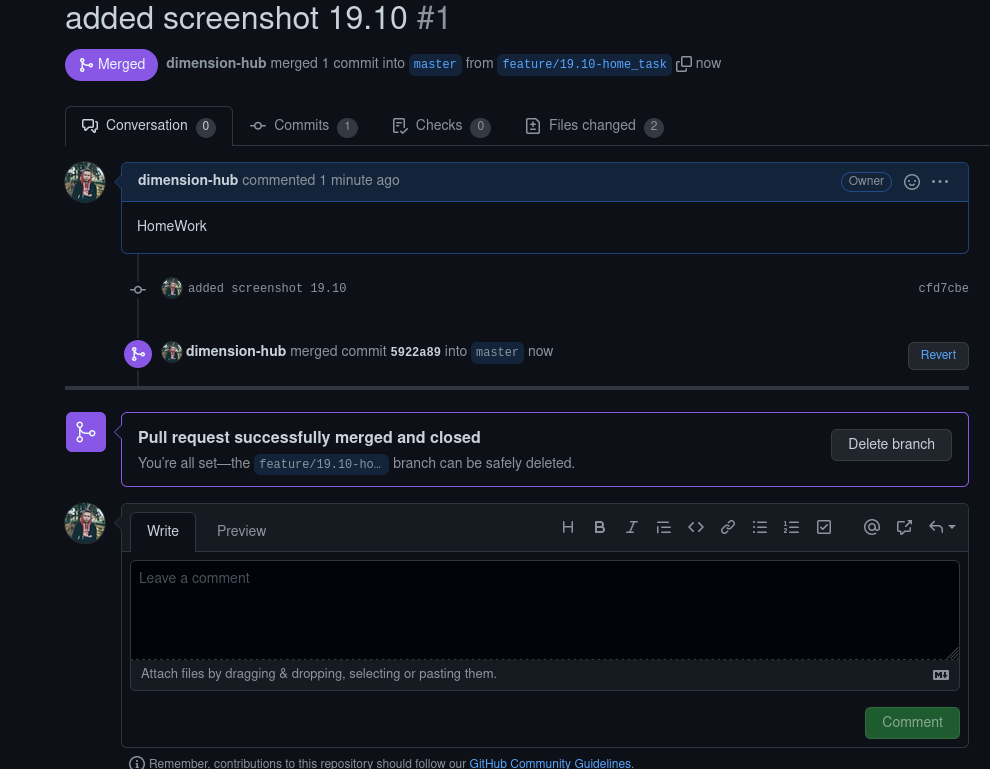 added screenshot 19.10 #1
Merged dimension-hub merged 1 commit into master from feature/19.10-home_task now
Conversation 0 Commits 1 Checks 0 Files changed 2
dimension-hub commented 1 minute ago Owner
HomeWork
added screenshot 19.10 cfd7cbe
dimension-hub merged commit 5922a89 into master now Revert
Pull request successfully merged and closed
You're all set—the feature/19.10-ho… branch can be safely deleted. Delete branch
Write Preview
Leave a comment
Attach files by dragging & dropping, selecting or pasting them.
Comment
Remember, contributions to this repository should follow our GitHub Community Guidelines.